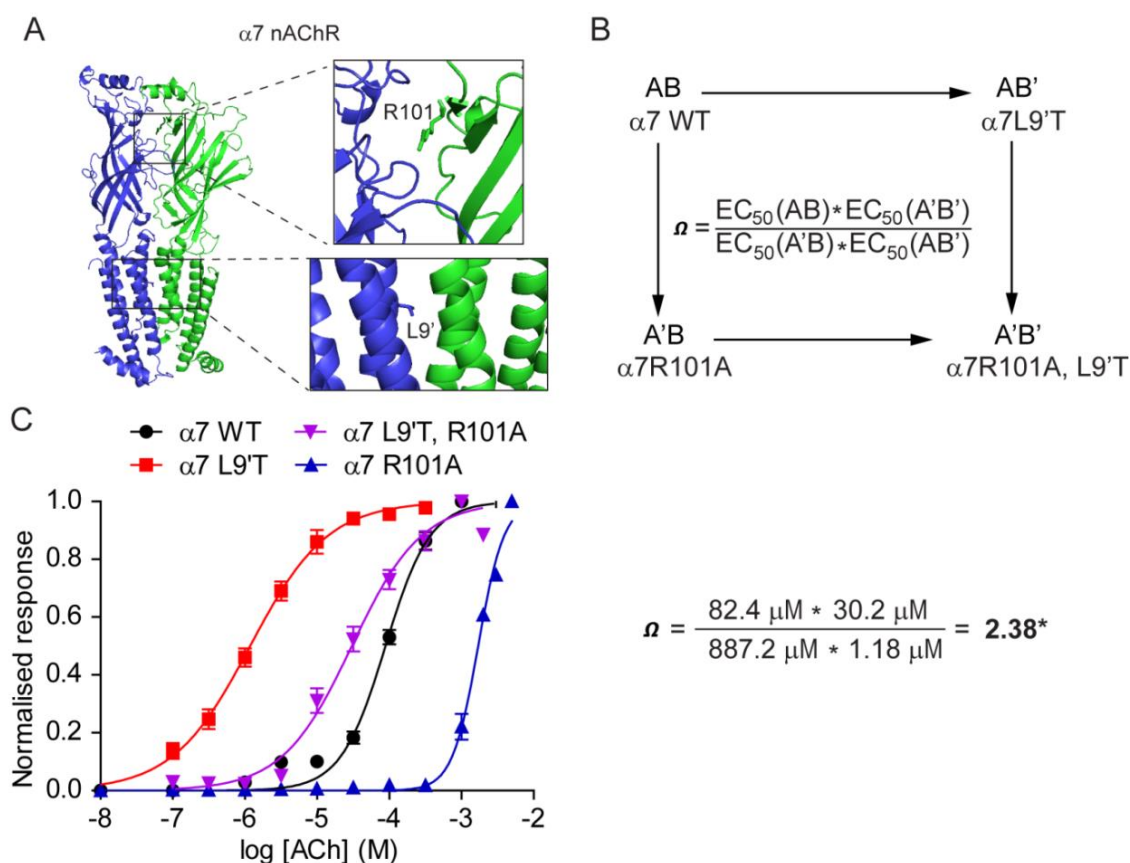 A
α7 nAChR
R101
L9'
B
AB
α7 WT
AB'
α7L9'T
Ω = EC₅₀(AB)*EC₅₀(A'B')
EC₅₀(A'B)*EC₅₀(AB')
A'B
α7R101A
A'B'
α7R101A, L9'T
C
α7 WT
α7 L9'T, R101A
α7 L9'T
α7 R101A
Normalised response
1.0
0.8
0.6
0.4
0.2
0.0
-8 -7 -6 -5 -4 -3 -2
log [ACh] (M)
Ω = 82.4 μM * 30.2 μM = 2.38*
887.2 μM * 1.18 μM